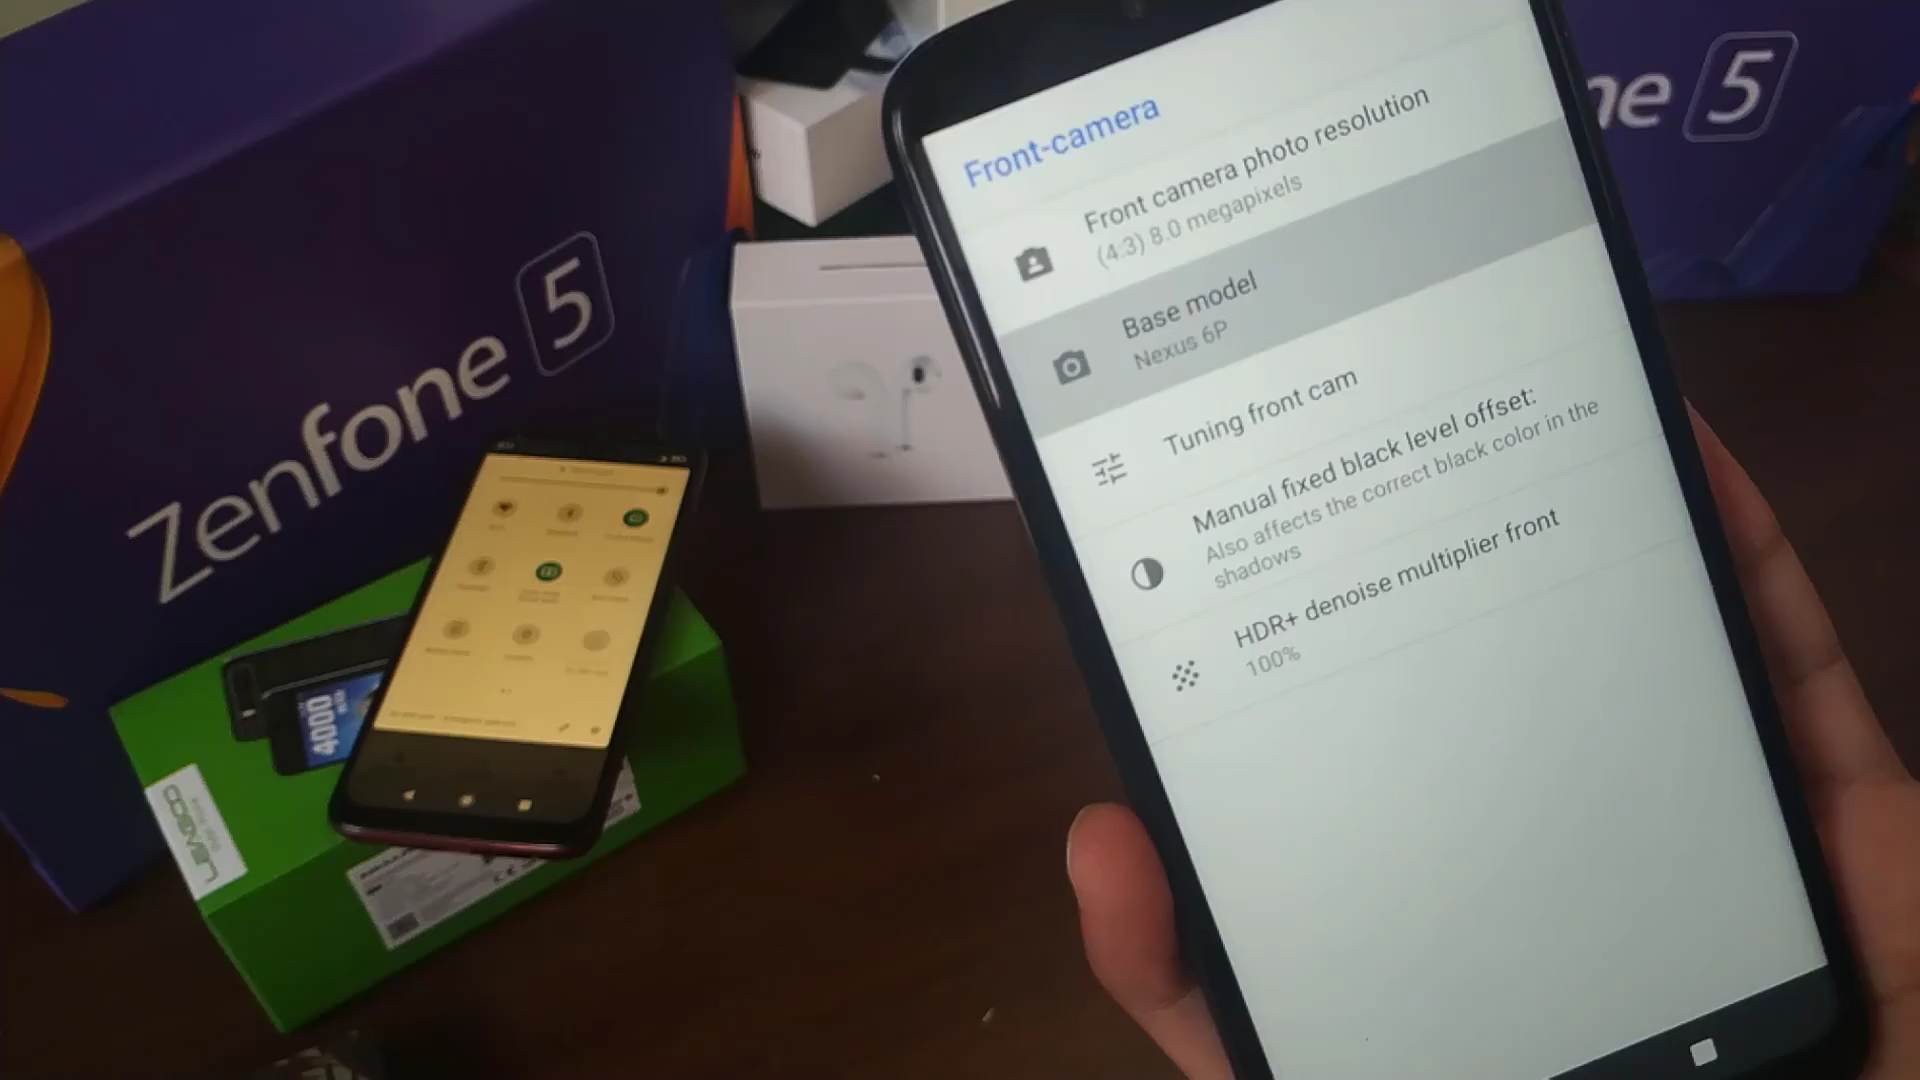 Front-camera
Front camera photo resolution
(4:3) 8.0 megapixels
Base model
Nexus 6P
Tuning front cam
Manual fixed black level offset:
Also affects the correct black color in the
shadows
HDR+ denoise multiplier front
100%
Zenfone 5
ne 5
4000
LEAGOO